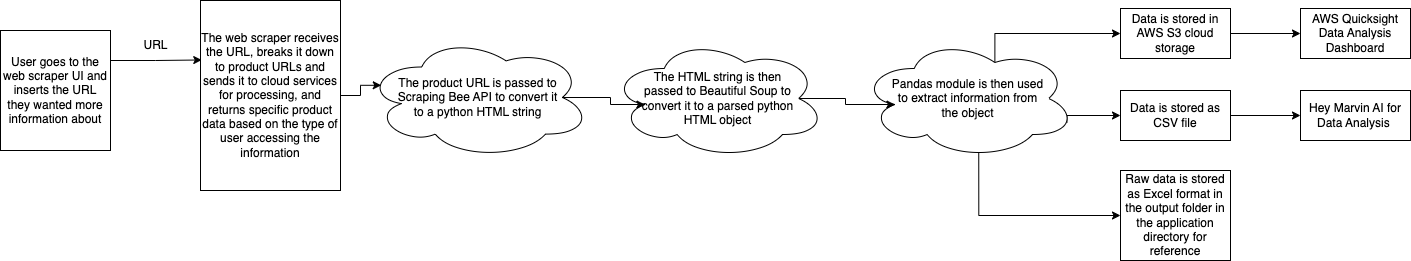 User goes to the
web scraper UI and
inserts the URL
they wanted more
information about
URL
The web scraper receives
the URL, breaks it down
to product URLs and
sends it to cloud services
for processing, and
returns specific product
data based on the type of
user accessing the
information
The product URL is passed to
Scraping Bee API to convert it
to a python HTML string
The HTML string is then
passed to Beautiful Soup to
convert it to a parsed python
HTML object
Pandas module is then used
to extract information from
the object
Data is stored in
AWS S3 cloud
storage
AWS Quicksight
Data Analysis
Dashboard
Data is stored as
CSV file
Hey Marvin AI for
Data Analysis
Raw data is stored
as Excel format in
the output folder in
the application
directory for
reference